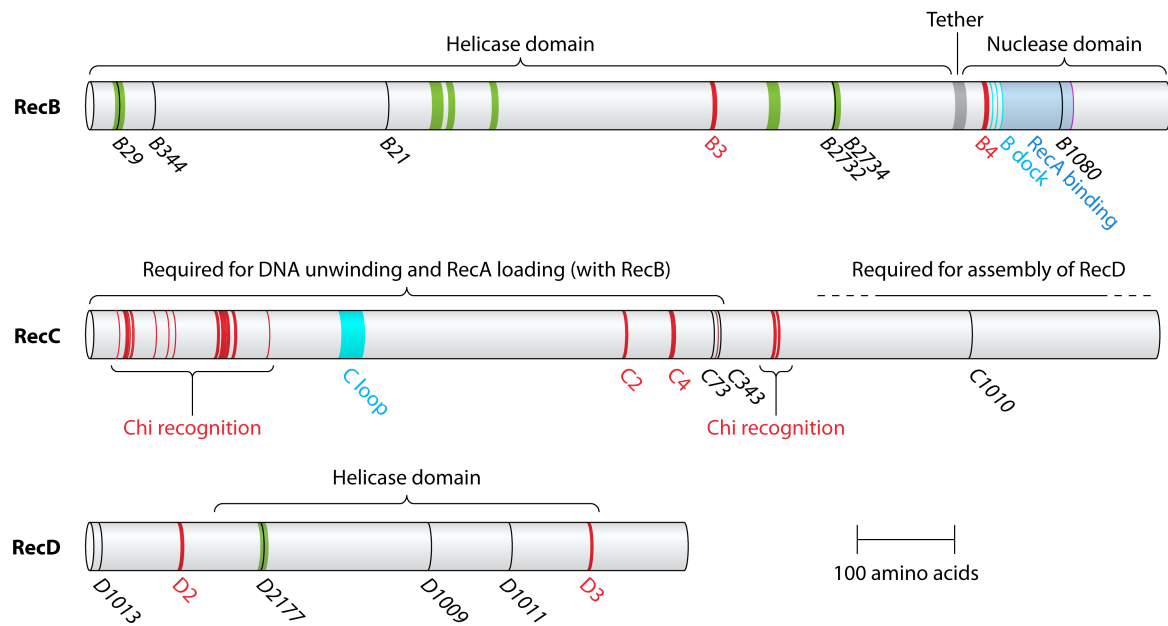 Tether
Helicase domain
Nuclease domain
RecB
B29
B344
B21
B3
B2732
B2734
B4
B dock
RecA binding
B1080
Required for DNA unwinding and RecA loading (with RecB)
Required for assembly of RecD
RecC
C loop
C2
C4
C73
C343
C1010
Chi recognition
Chi recognition
Helicase domain
RecD
D1013
D2
D2177
D1009
D1011
D3
100 amino acids